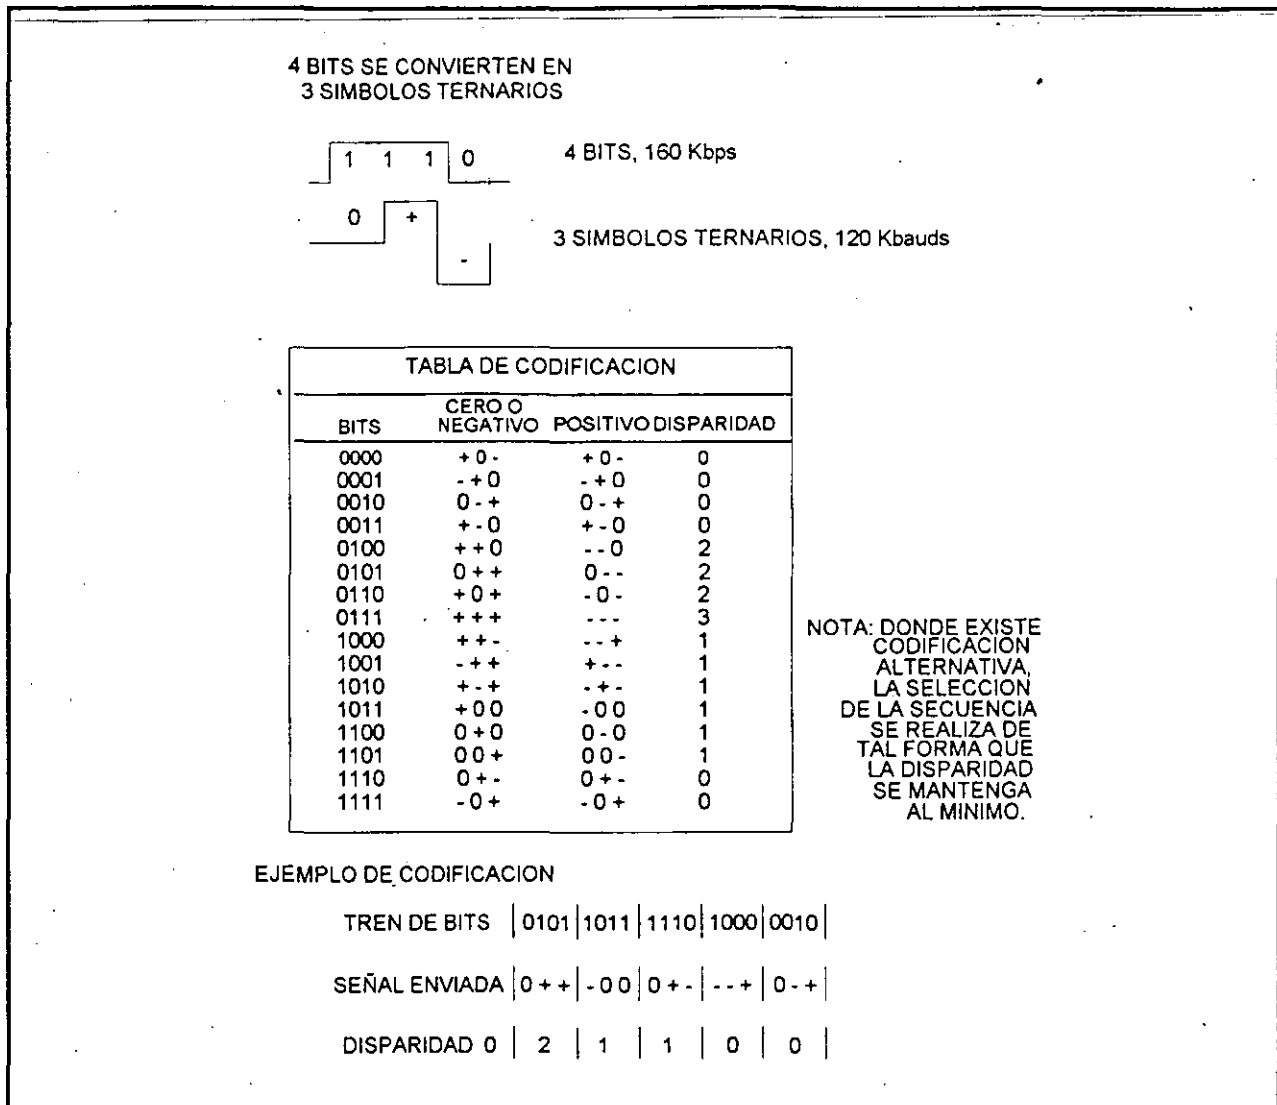 4 BITS SE CONVIERTEN EN
3 SIMBOLOS TERNARIOS
1 1 1 0
4 BITS, 160 Kbps
0 + -
3 SIMBOLOS TERNARIOS, 120 Kbauds
TABLA DE CODIFICACION
BITS CERO O NEGATIVO POSITIVO DISPARIDAD
0000 + 0 - + 0 - 0
0001 - + 0 - + 0 0
0010 0 - + 0 - + 0
0011 + - 0 + - 0 0
0100 + + 0 - - 0 2
0101 0 + + 0 - - 2
0110 + 0 + - 0 - 2
0111 + + + - - - 3
1000 + + - - - + 1
1001 - + + + - - 1
1010 + - + - + - 1
1011 + 0 0 - 0 0 1
1100 0 + 0 0 - 0 1
1101 0 0 + 0 0 - 1
1110 0 + - 0 + - 0
1111 - 0 + - 0 + 0
NOTA: DONDE EXISTE
CODIFICACION
ALTERNATIVA,
LA SELECCION
DE LA SECUENCIA
SE REALIZA DE
TAL FORMA QUE
LA DISPARIDAD
SE MANTENGA
AL MINIMO.
EJEMPLO DE CODIFICACION
TREN DE BITS | 0101 | 1011 | 1110 | 1000 | 0010 |
SEÑAL ENVIADA | 0 + + | - 0 0 | 0 + - | - - + | 0 - + |
DISPARIDAD 0 | 2 | 1 | 1 | 0 | 0 |